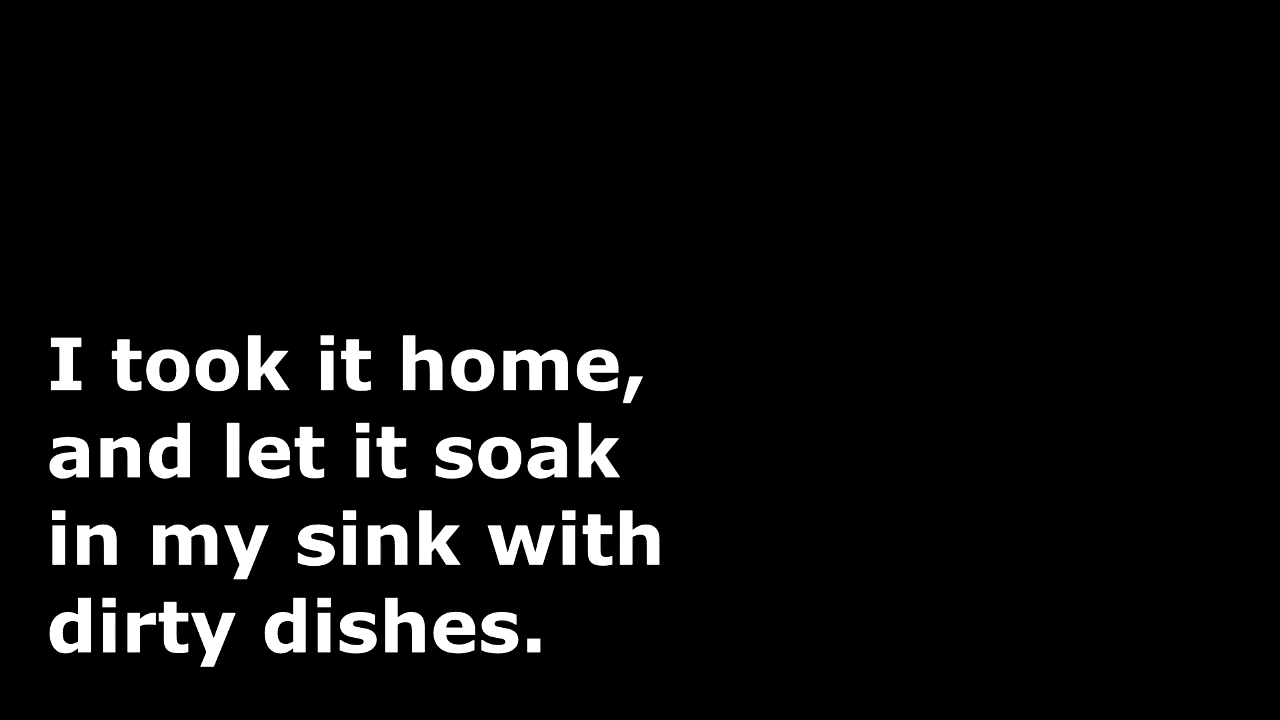 I took it home,
and let it soak
in my sink with
dirty dishes.